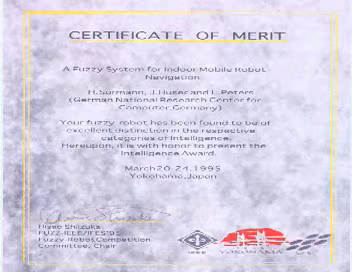 CERTIFICATE OF MERIT
A Fuzzy System for Indoor Mobile Robot
Navigation
H.Surmann, J.Huser and L.Peters
(German National Research Center for
Computer,Germany)
Your fuzzy robot has been found to be of
excellent distinction in the respective
categories of Intelligence.
Hereupon, it is with honor to present the
Intelligence Award.
March20-24,1995
Yokohama,Japan
FUZZ-IEEE/IFES'95
Fuzzy Robot Competition
Committee, Chair
IEEE
YOKOHAMA